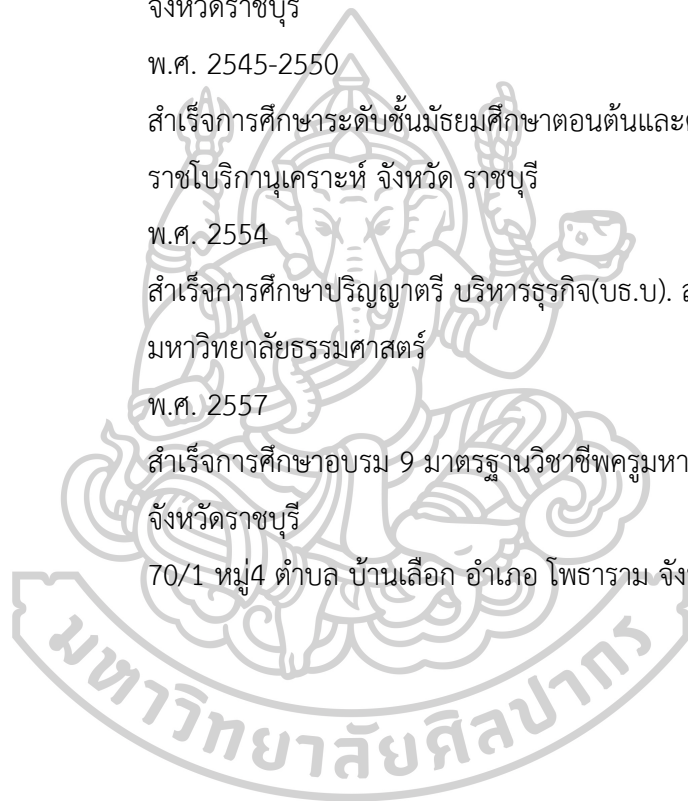 จังหวัดราชบุรี
พ.ศ. 2545-2550
สำเร็จการศึกษาระดับชั้นมัธยมศึกษาตอนต้นและ
ราชโบริกานุเคราะห์ จังหวัด ราชบุรี
พ.ศ. 2554
สำเร็จการศึกษาปริญญาตรี บริหารธุรกิจ(บธ.บ).
มหาวิทยาลัยธรรมศาสตร์
พ.ศ. 2557
สำเร็จการศึกษาอบรม 9 มาตรฐานวิชาชีพครูมหา
จังหวัดราชบุรี
70/1 หมู่4 ตำบล บ้านเลือก อำเภอ โพธาราม จัง
มหาวิทยาลัยศิลปากร